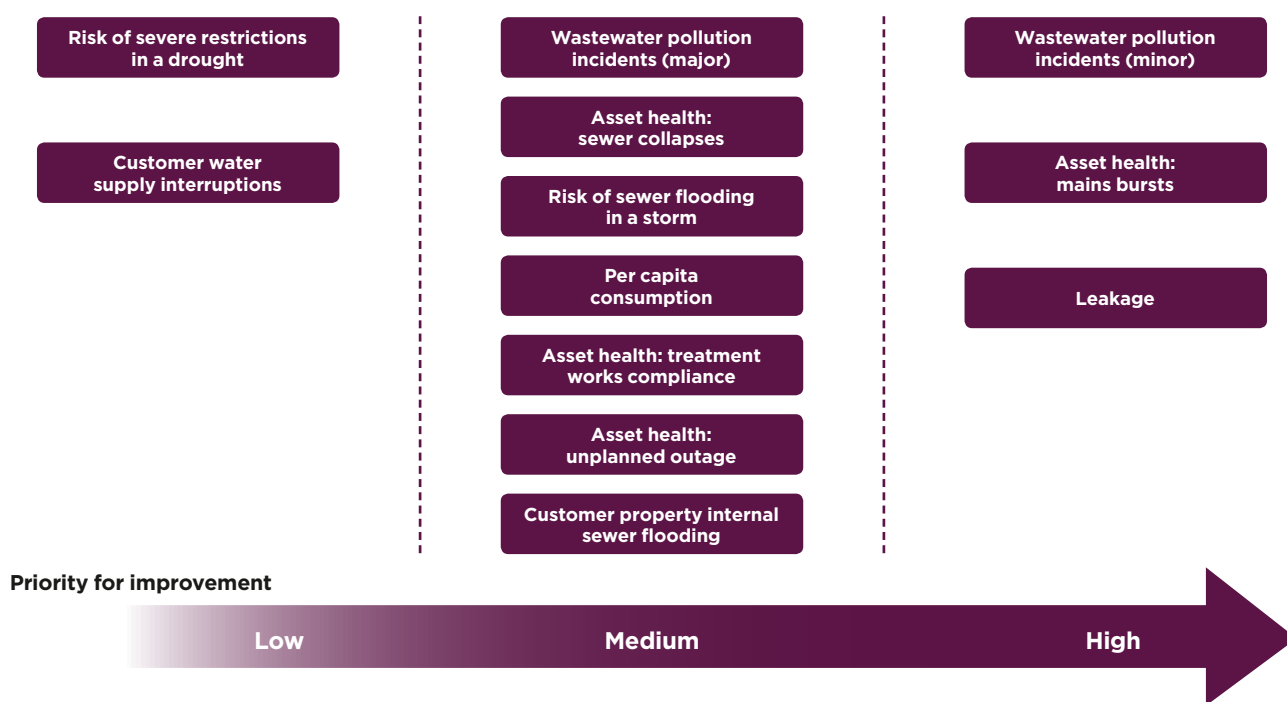 Risk of severe restrictions
in a drought
Customer water
supply interruptions
Wastewater pollution
incidents (major)
Asset health:
sewer collapses
Risk of sewer flooding
in a storm
Per capita
consumption
Asset health: treatment
works compliance
Asset health:
unplanned outage
Customer property internal
sewer flooding
Wastewater pollution
incidents (minor)
Asset health:
mains bursts
Leakage
Priority for improvement
Low
Medium
High